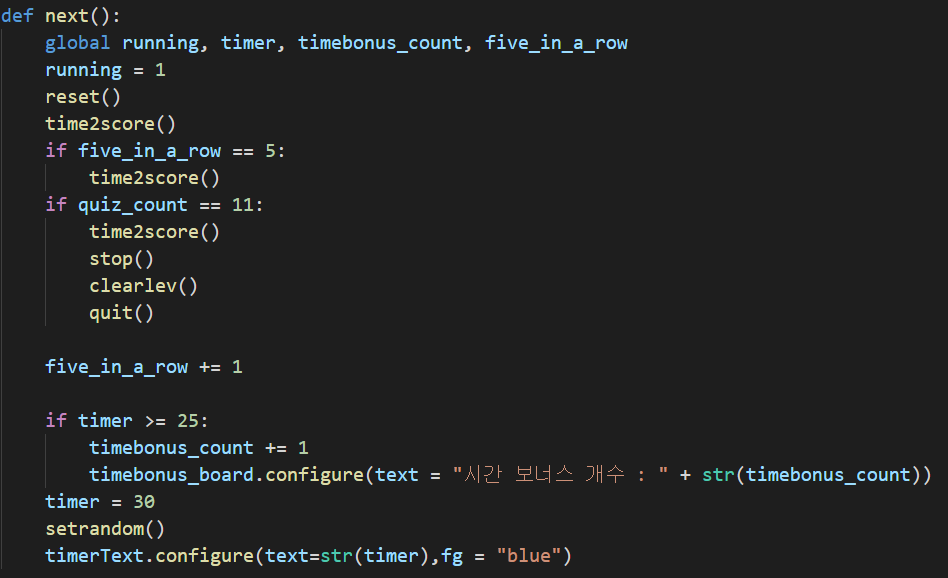 def next():
    global running, timer, timebonus_count, five_in_a_row
    running = 1
    reset()
    time2score()
    if five_in_a_row == 5:
        time2score()
    if quiz_count == 11:
        time2score()
        stop()
        clearlev()
        quit()

    five_in_a_row += 1

    if timer >= 25:
        timebonus_count += 1
        timebonus_board.configure(text = "시간 보너스 개수 : " + str(timebonus_count))
    timer = 30
    setrandom()
    timerText.configure(text=str(timer),fg = "blue")